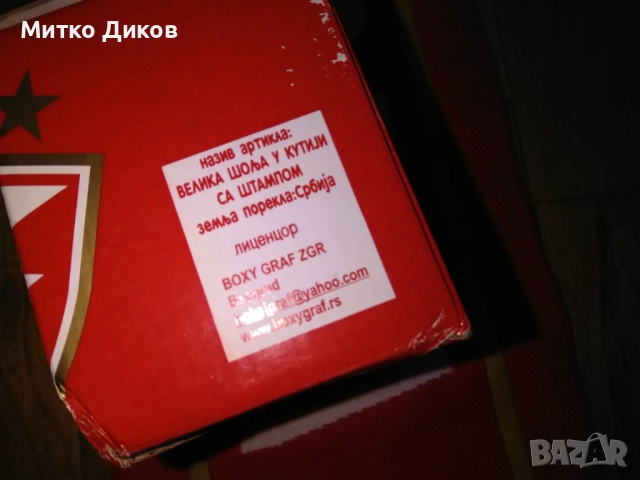 Митко Диков
назив артикла:
ВЕЛИКА ШОЉА У КУТИЈИ
СА ШТАМПОМ
земља порекла:Србија
лиценцор
BOXY GRAF ZGR
Beograd
www.boxygraf.rs
BAZAR